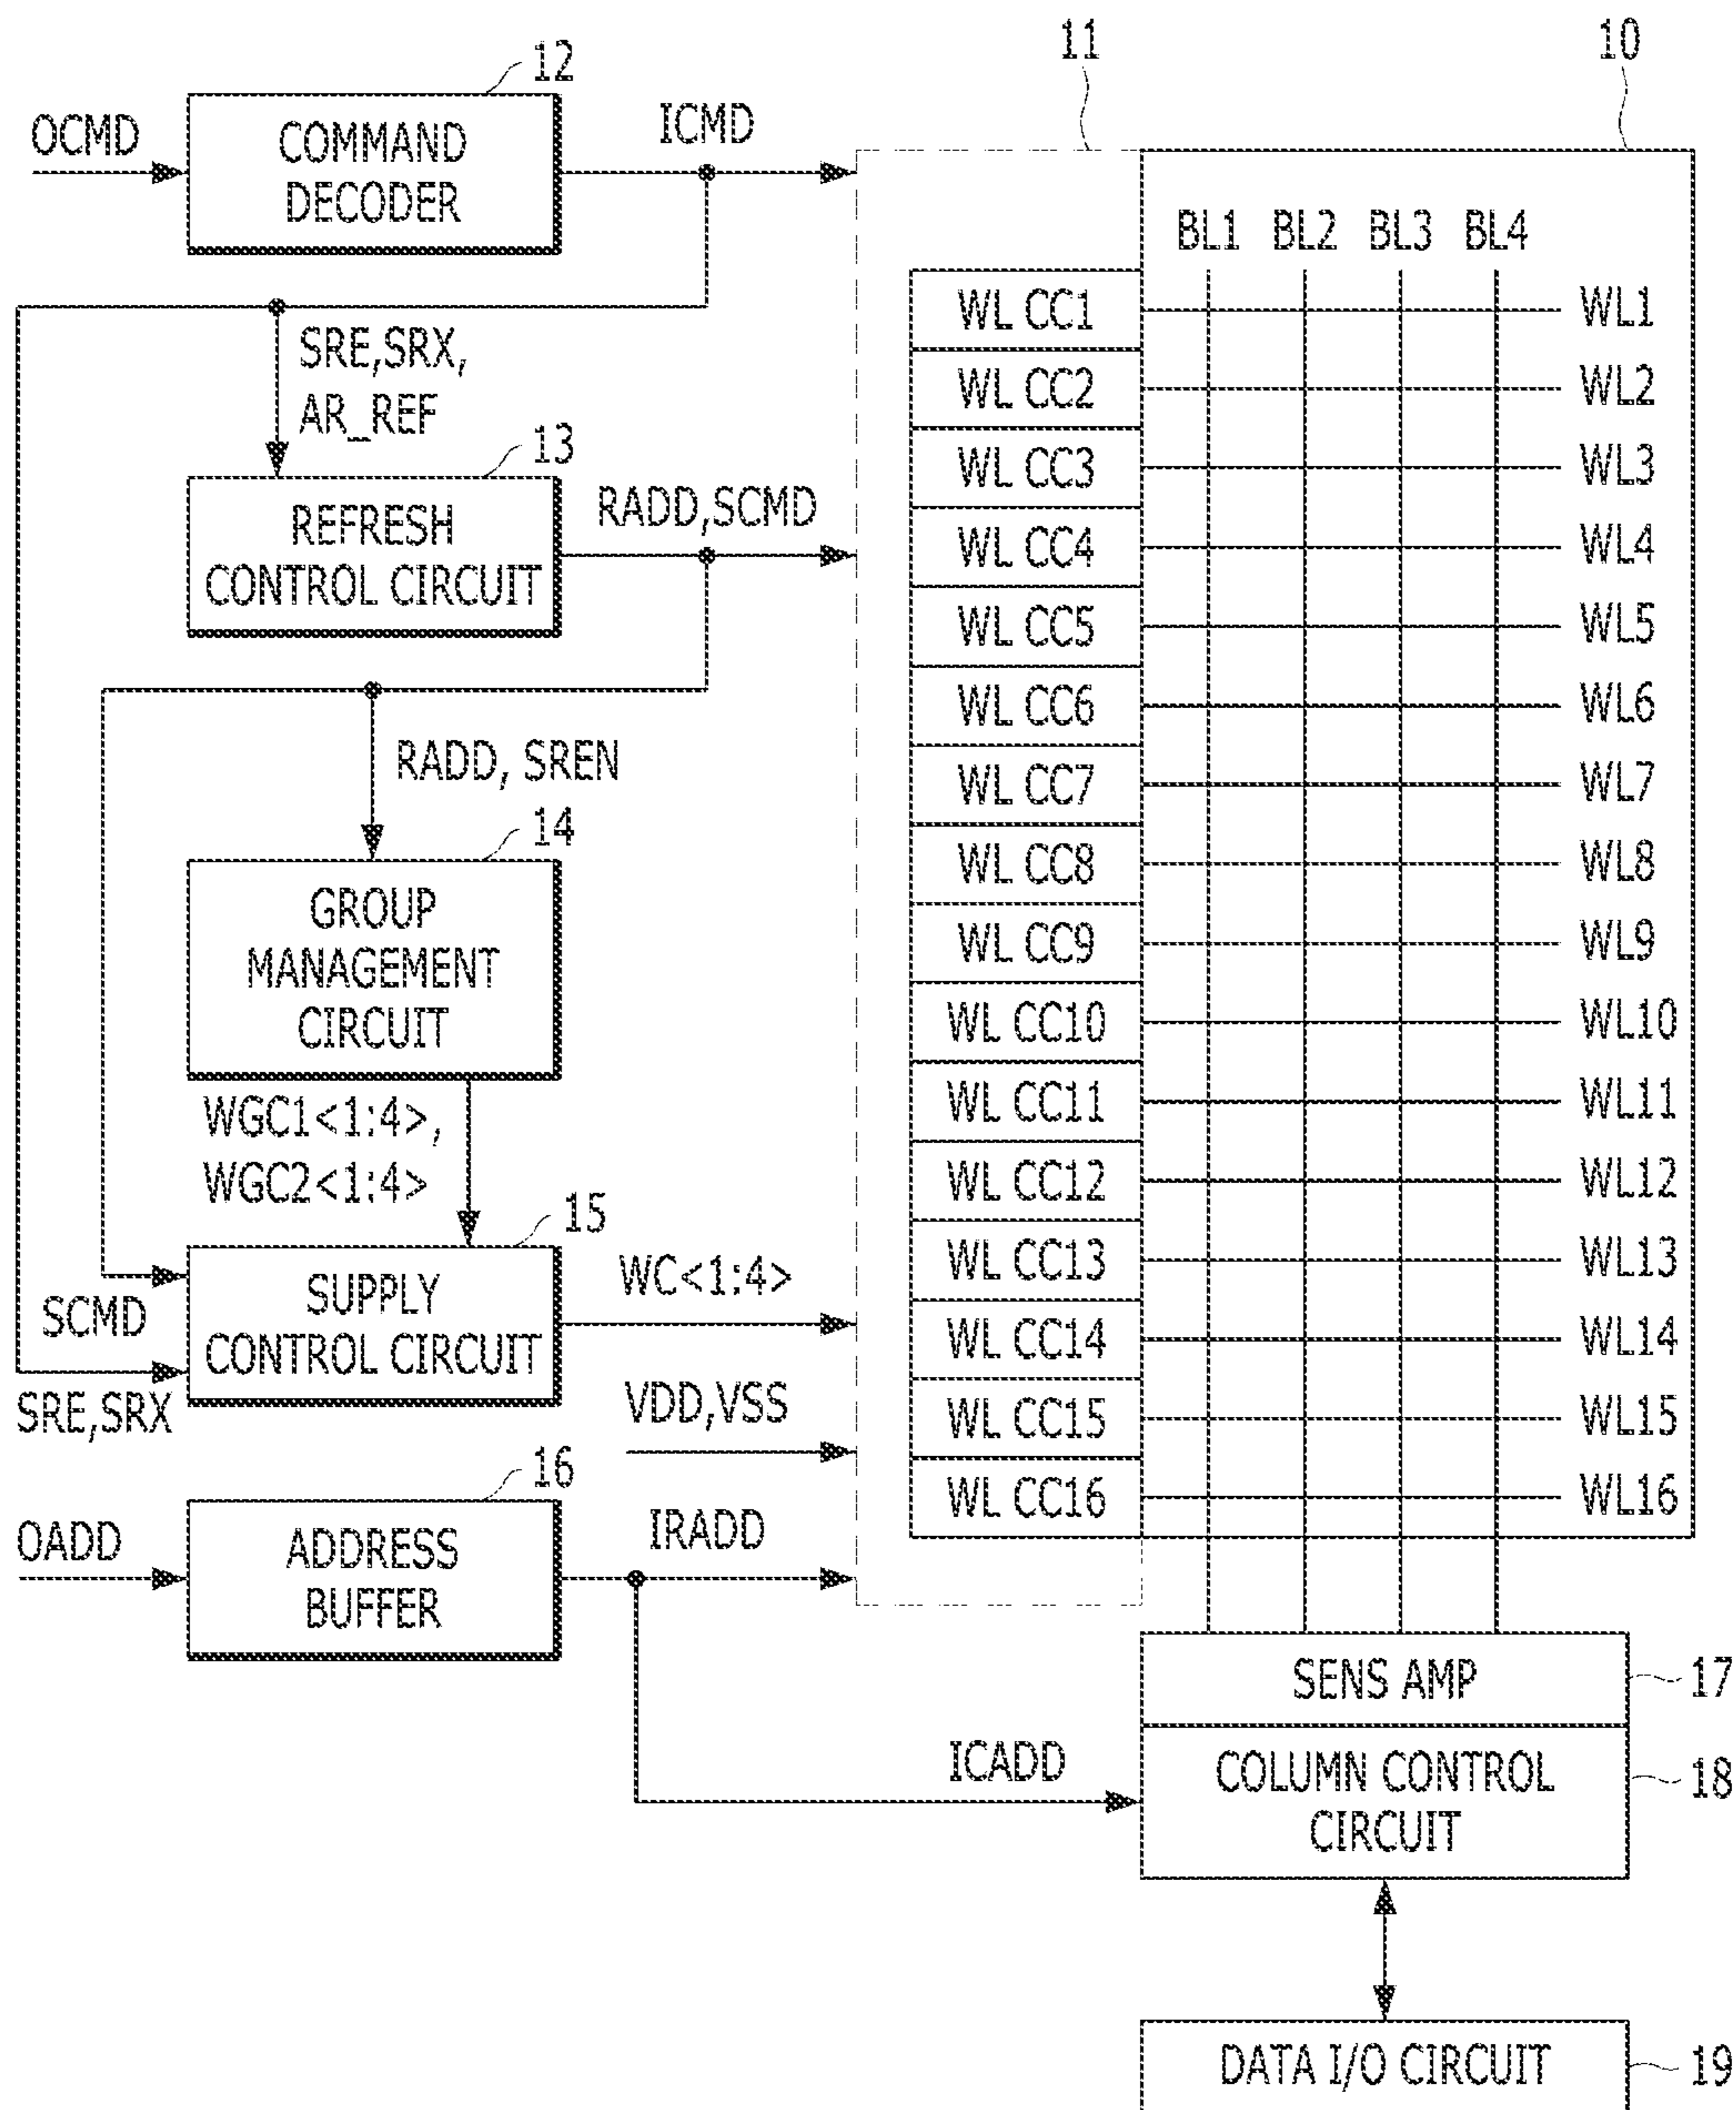 12
OCMD
COMMAND
DECODER
ICMD
11
10
SRE,SRX,
AR_REF
13
REFRESH
CONTROL CIRCUIT
RADD,SCMD
RADD, SREN
14
GROUP
MANAGEMENT
CIRCUIT
WGC1<1:4>,
WGC2<1:4>
15
SUPPLY
CONTROL CIRCUIT
SCMD
SRE,SRX
WC<1:4>
VDD,VSS
16
OADD
ADDRESS
BUFFER
IRADD
ICADD
BL1 BL2 BL3 BL4
WL CC1 WL1
WL CC2 WL2
WL CC3 WL3
WL CC4 WL4
WL CC5 WL5
WL CC6 WL6
WL CC7 WL7
WL CC8 WL8
WL CC9 WL9
WL CC10 WL10
WL CC11 WL11
WL CC12 WL12
WL CC13 WL13
WL CC14 WL14
WL CC15 WL15
WL CC16 WL16
SENS AMP
17
COLUMN CONTROL
CIRCUIT
18
DATA I/O CIRCUIT
19